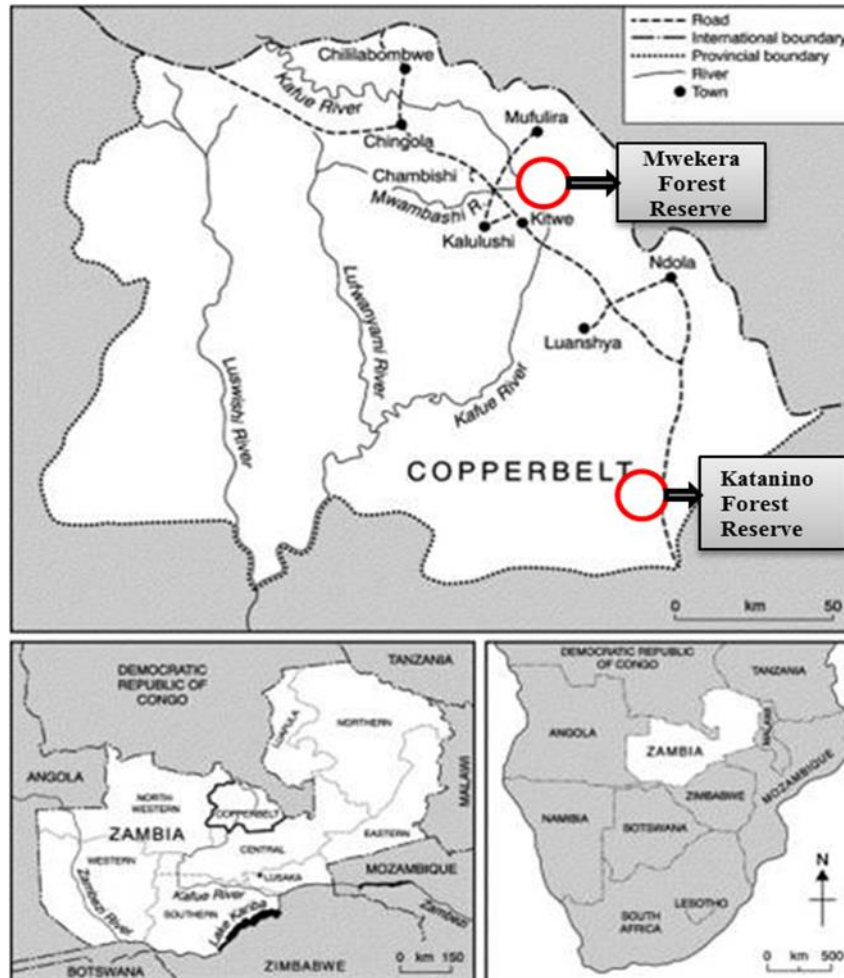 Road
International boundary
Provincial boundary
River
Town
Chililabombwe
Kafue River
Mufulira
Chingola
Mwekera
Forest
Reserve
Chambishi
Mwambashi R.
Kitwe
Kalulushi
Ndola
Lufwanyami River
Luanshya
Luswishi River
Kafue River
COPPERBELT
Katanino
Forest
Reserve
0 km 50
DEMOCRATIC
REPUBLIC OF
CONGO
TANZANIA
LUAPULA
NORTHERN
ANGOLA
NORTH-
WESTERN
COPPERBELT
MALAWI
ZAMBIA
EASTERN
CENTRAL
WESTERN
LUSAKA
MOZAMBIQUE
Kafue River
Zambezi River
SOUTHERN
Lake Kariba
Zambezi
ZIMBABWE
BOTSWANA
0 km 150
DEMOCRATIC REPUBLIC
OF CONGO
TANZANIA
ANGOLA
MALAWI
ZAMBIA
MOZAMBIQUE
ZIMBABWE
NAMIBIA
BOTSWANA
N
LESOTHO
SOUTH
AFRICA
0 km 500